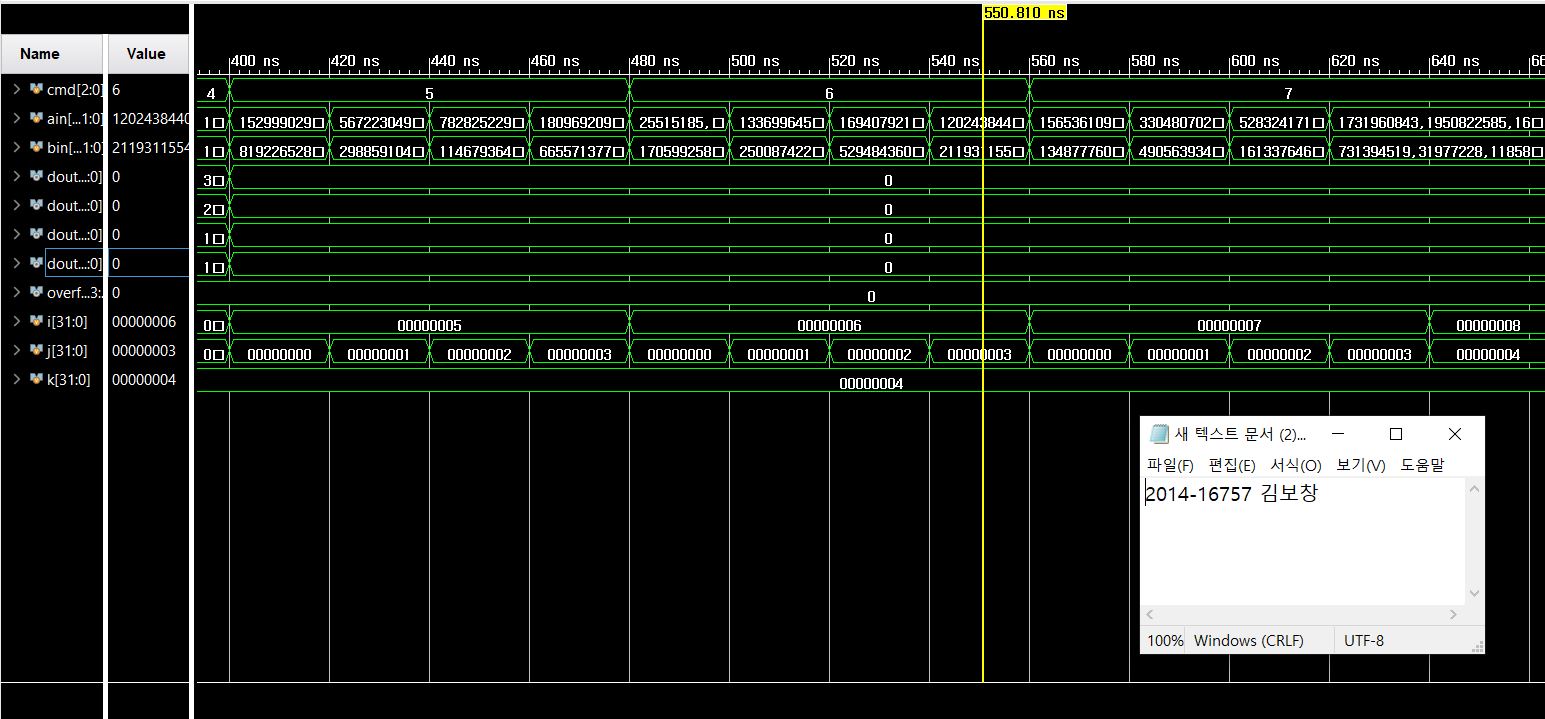 550.810 ns
Name Value 400 ns 420 ns 440 ns 460 ns 480 ns 500 ns 520 ns 540 ns 560 ns 580 ns 600 ns 620 ns 640 ns 66
cmd[2:0] 6 4 5 6 7
ain[...1:0] 120243844 1 152999029 567223049 782825229 180969209 25515185, 133699645 169407921 120243844 156536109 330480702 528324171 1731960843,1950822585,16
bin[...1:0] 2119311554 1 819226528 298859104 114679364 665571377 170599258 250087422 529484360 211931155 134877760 490563934 161337646 731394519,31977228,11858
dout...:0] 0 3 0
dout...:0] 0 2 0
dout...:0] 0 1 0
dout...:0] 0 1 0
overf...3:. 0 0
i[31:0] 00000006 0 00000005 00000006 00000007 00000008
j[31:0] 00000003 0 00000000 00000001 00000002 00000003 00000000 00000001 00000002 00000003 00000000 00000001 00000002 00000003 00000004
k[31:0] 00000004 00000004
새 텍스트 문서 (2)...
파일(F) 편집(E) 서식(O) 보기(V) 도움말
2014-16757 김보창
100% Windows (CRLF) UTF-8